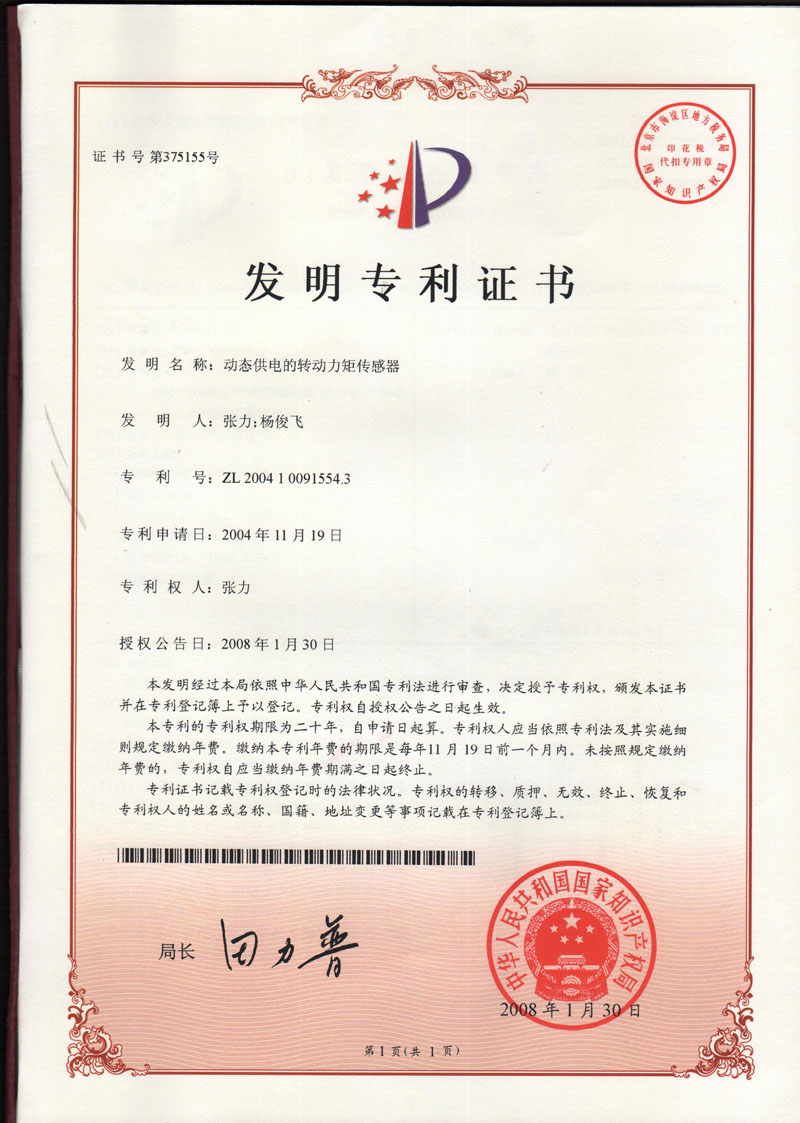 证书号第375155号
北京市海淀区地方税务局
印花税
代扣专用章
国家知识产权局
发明专利证书
发明名称：动态供电的转动力矩传感器
发明人：张力;杨俊飞
专利号：ZL 2004 1 0091554.3
专利申请日：2004年11月19日
专利权人：张力
授权公告日：2008年1月30日
本发明经过本局依照中华人民共和国专利法进行审查，决定授予专利权，颁发本证书
并在专利登记簿上予以登记。专利权自授权公告之日起生效。
本专利的专利权期限为二十年，自申请日起算。专利权人应当依照专利法及其实施细
则规定缴纳年费。缴纳本专利年费的期限是每年11月19日前一个月内。未按照规定缴纳
年费的，专利权自应当缴纳年费期满之日起终止。
专利证书记载专利权登记时的法律状况。专利权的转移、质押、无效、终止、恢复和
专利权人的姓名或名称、国籍、地址变更等事项记载在专利登记簿上。
局长 田力普
中华人民共和国国家知识产权局
2008年1月30日
第1页(共1页)